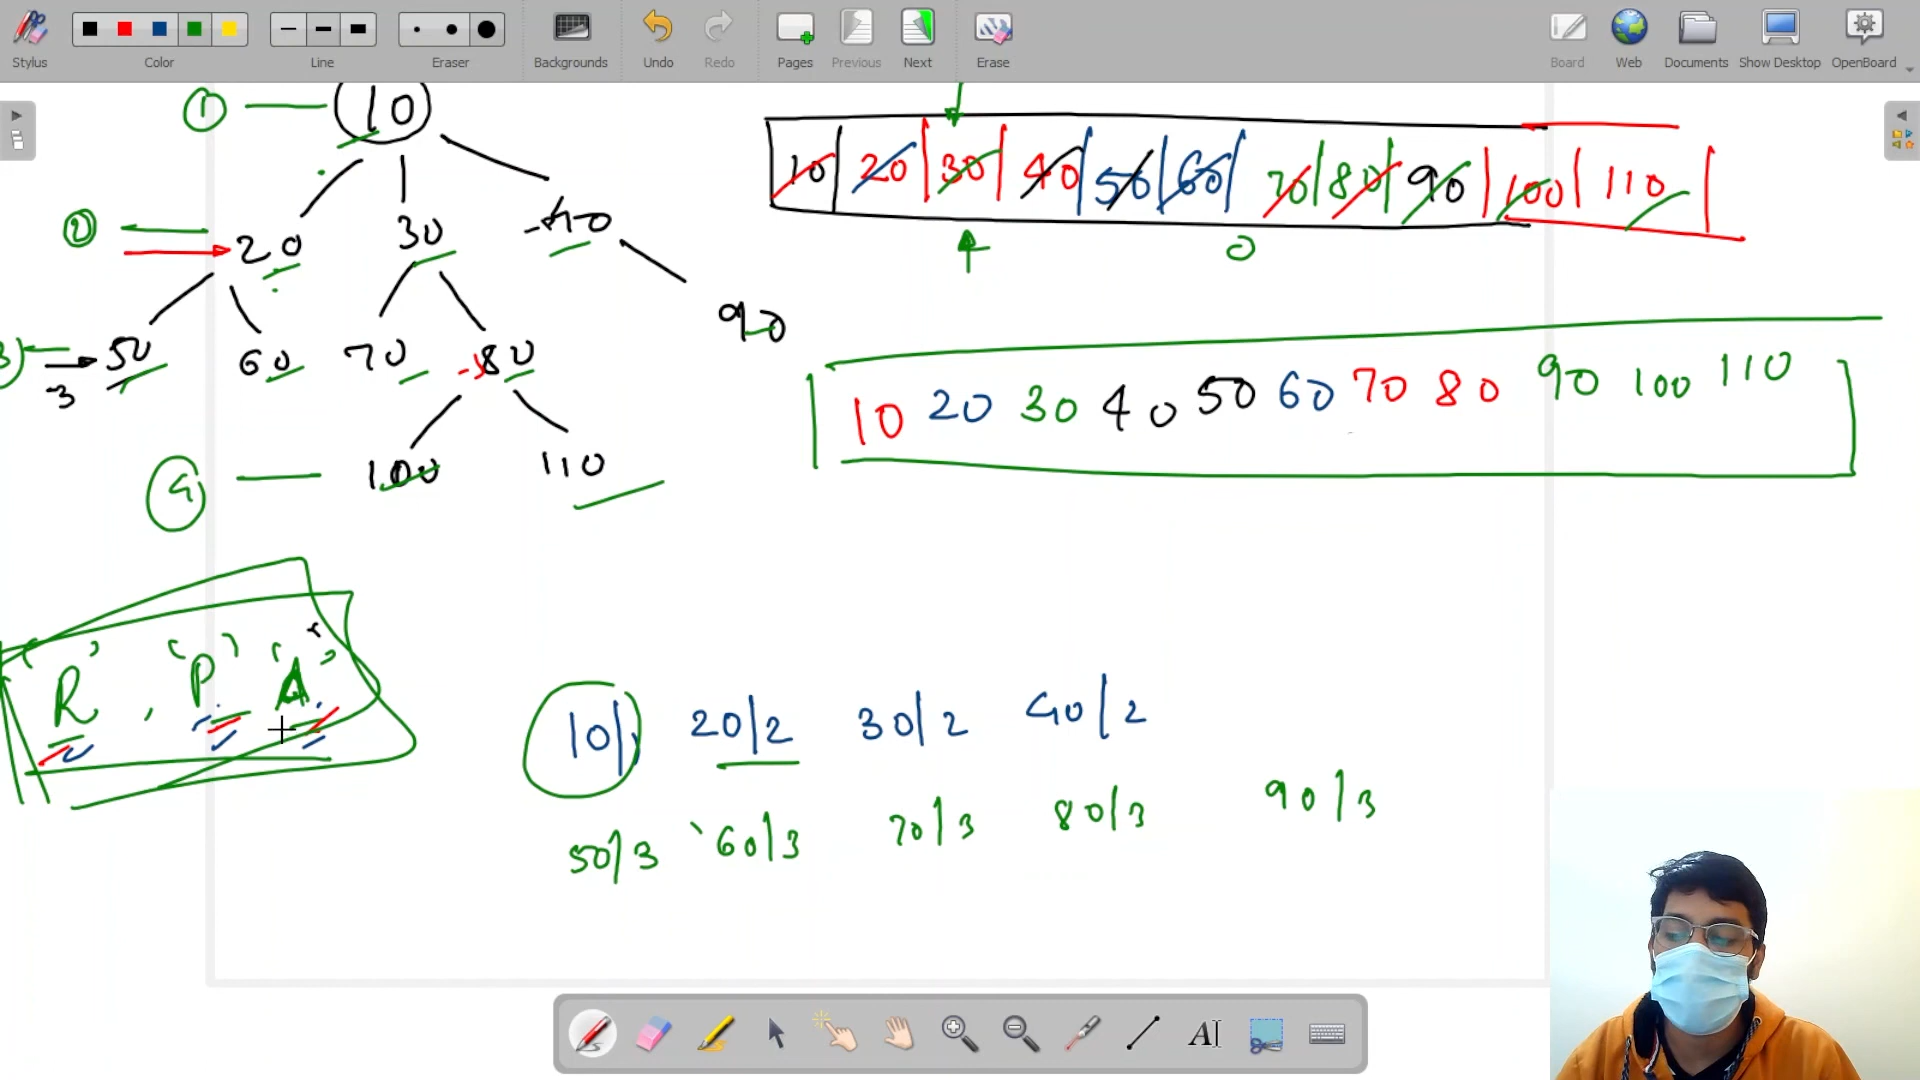 Stylus Color Line Eraser Backgrounds Undo Redo Pages Previous Next Erase Board Web Documents Show Desktop OpenBoard
1 10
10 20 30 40 50 60 70 80 90 100 110
2 20 30 40
0
90
3 3 50 60 70 80
10 20 30 40 50 60 70 80 90 100 110
4 100 110
'R' , 'P' 'A'
10| 20|2 30|2 40|2
50|3 60|3 70|3 80|3 90|3